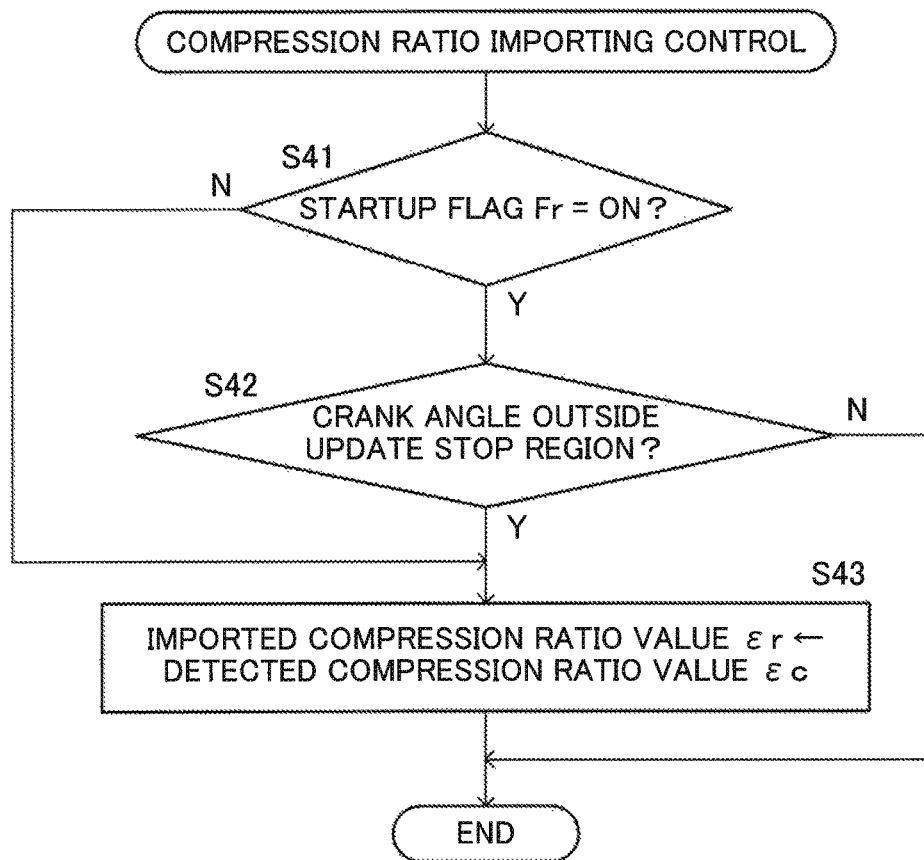 COMPRESSION RATIO IMPORTING CONTROL
S41
N
STARTUP FLAG Fr = ON?
Y
S42
N
CRANK ANGLE OUTSIDE
UPDATE STOP REGION?
Y
S43
IMPORTED COMPRESSION RATIO VALUE εr ←
DETECTED COMPRESSION RATIO VALUE εc
END